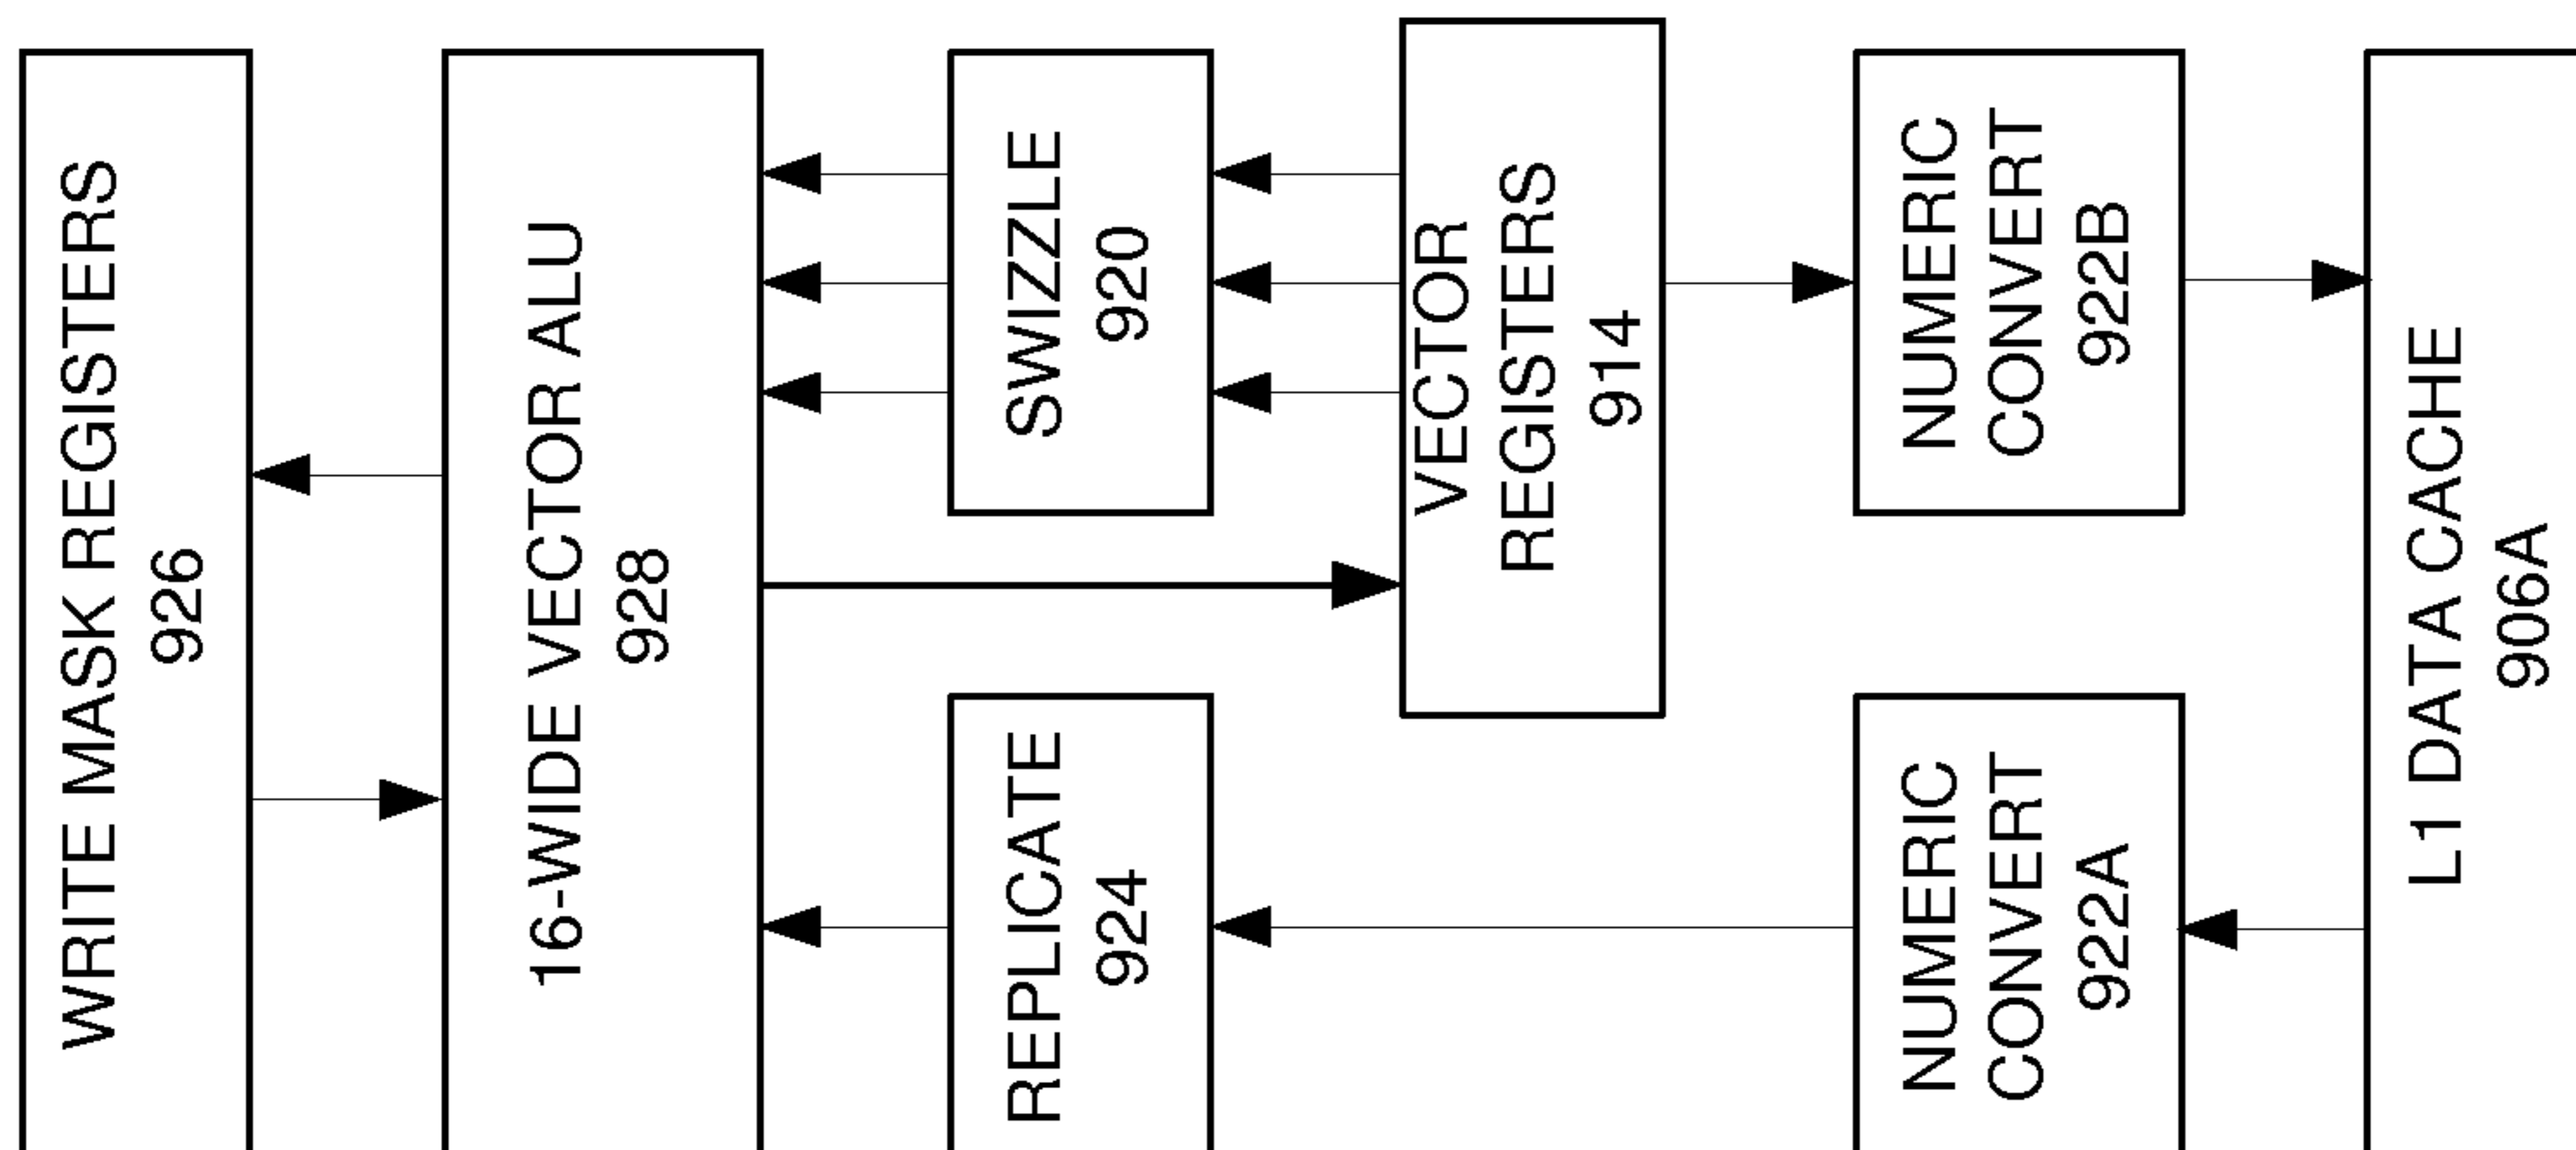 WRITE MASK REGISTERS
926
16-WIDE VECTOR ALU
928
REPLICATE
924
SWIZZLE
920
VECTOR
REGISTERS
914
NUMERIC
CONVERT
922A
NUMERIC
CONVERT
922B
L1 DATA CACHE
906A